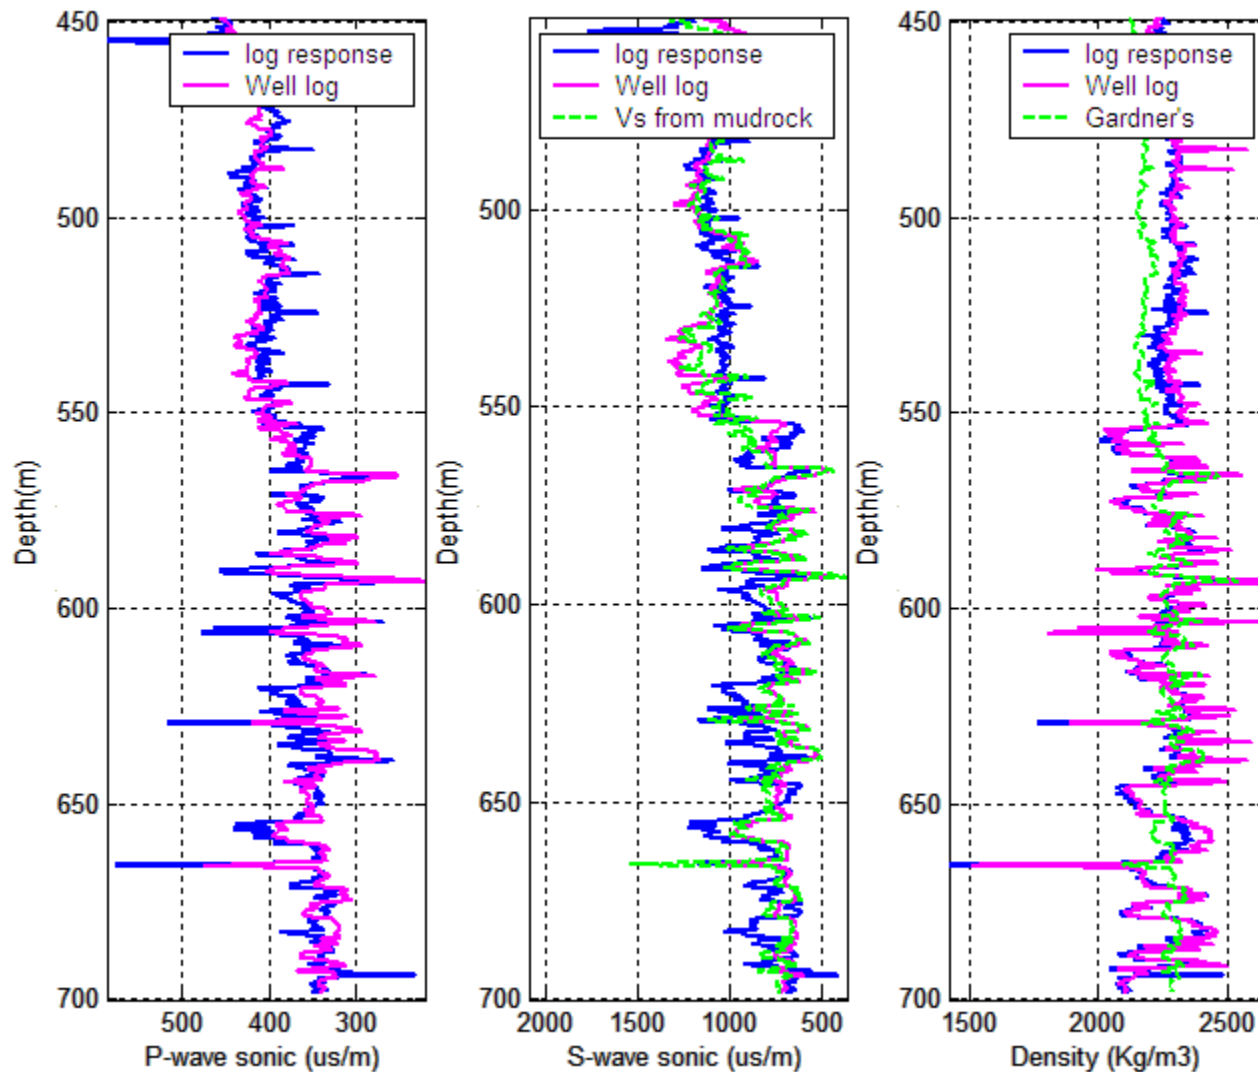 log response
Well log
450
500
550
600
650
700
Depth(m)
500
400
300
P-wave sonic (us/m)
log response
Well log
Vs from mudrock
450
500
550
600
650
700
Depth(m)
2000
1500
1000
500
S-wave sonic (us/m)
log response
Well log
Gardner's
450
500
550
600
650
700
Depth(m)
1500
2000
2500
Density (Kg/m3)